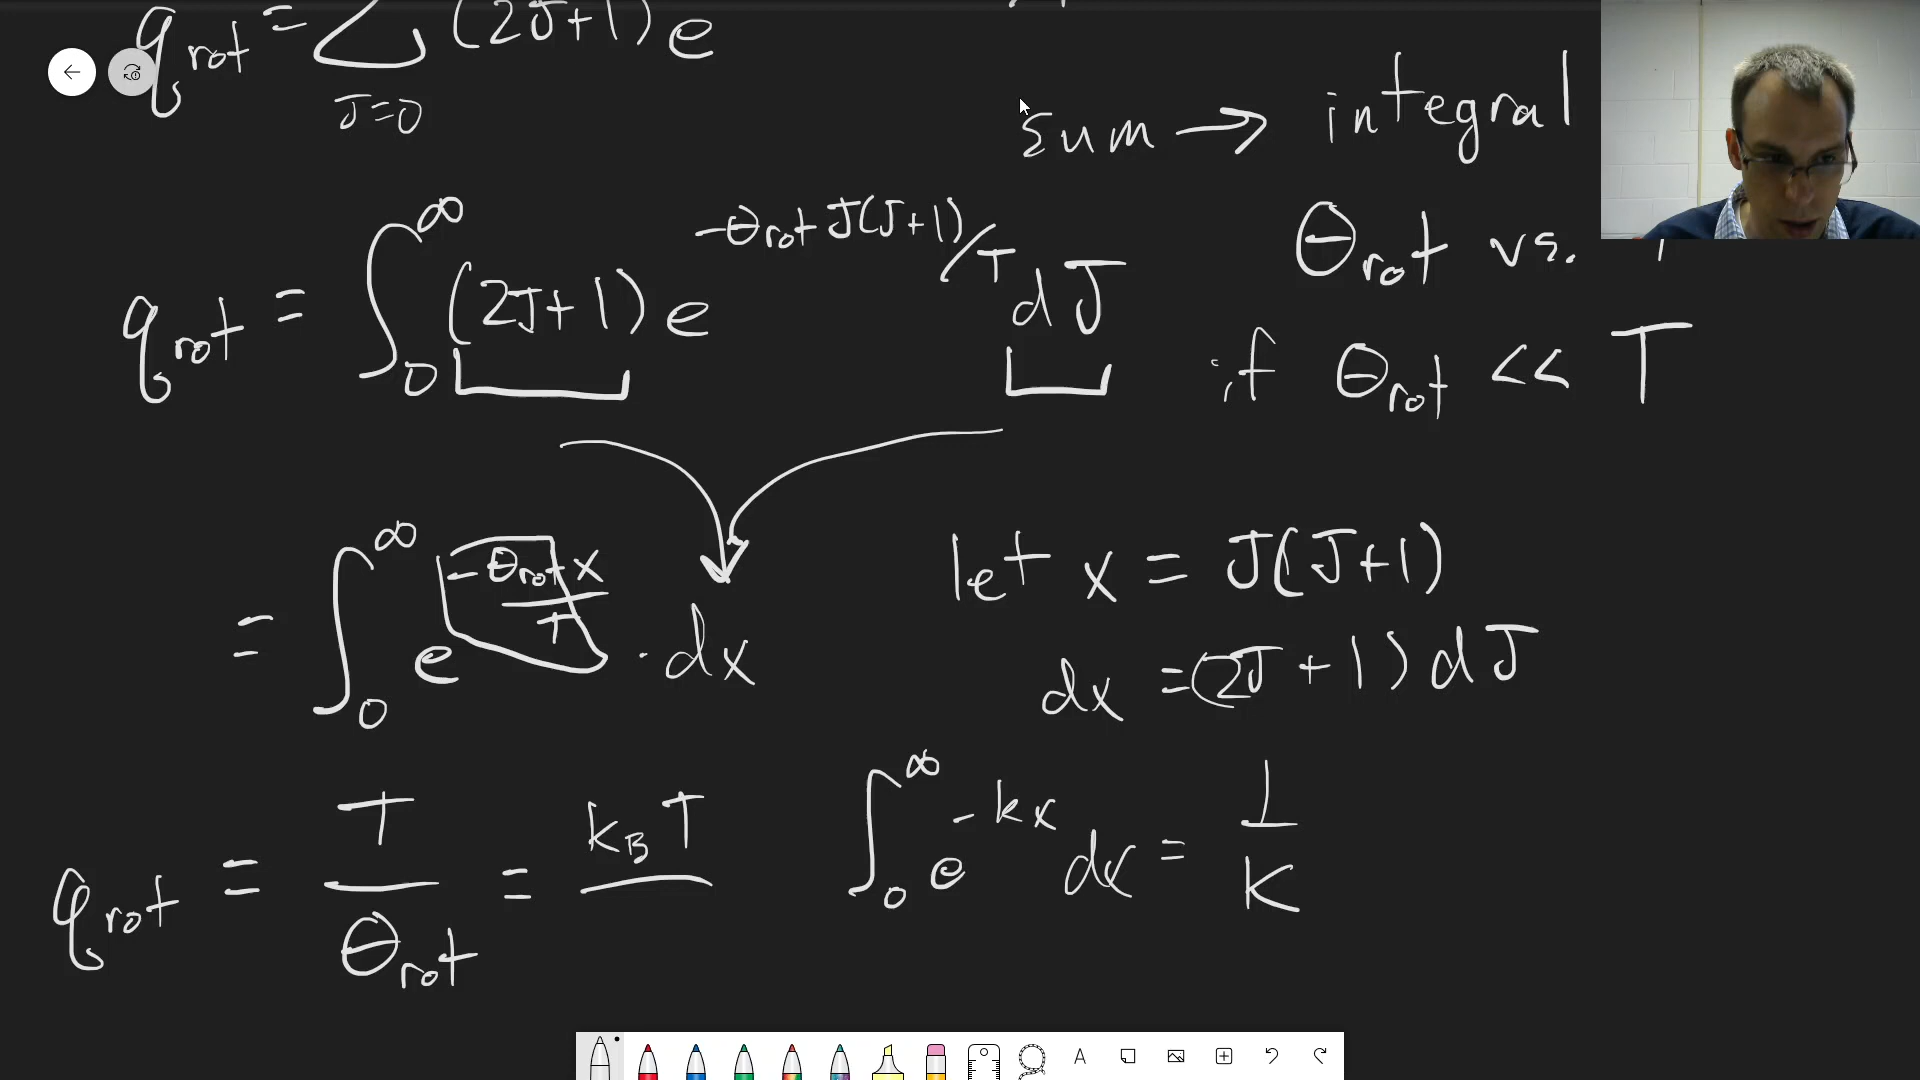 q_rot = Σ (2J+1) e
J=0
sum → integral
θ_rot vs. T
q_rot = ∫_0^∞ (2J+1) e^{-θ_rot J(J+1)/T} dJ
if θ_rot << T
= ∫_0^∞ e^{-θ_rot x / T} · dx
let x = J(J+1)
dx = (2J+1) dJ
q_rot = T/θ_rot = k_B T
∫_0^∞ e^{-kx} dx = 1/K
A